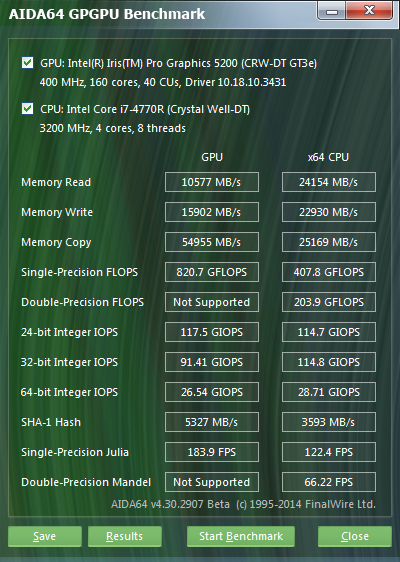 AIDA64 GPGPU Benchmark
GPU: Intel(R) Iris(TM) Pro Graphics 5200 (CRW-DT GT3e)
400 MHz, 160 cores, 40 CUs, Driver 10.18.10.3431
CPU: Intel Core i7-4770R (Crystal Well-DT)
3200 MHz, 4 cores, 8 threads
GPU x64 CPU
Memory Read 10577 MB/s 24154 MB/s
Memory Write 15902 MB/s 22930 MB/s
Memory Copy 54955 MB/s 25169 MB/s
Single-Precision FLOPS 820.7 GFLOPS 407.8 GFLOPS
Double-Precision FLOPS Not Supported 203.9 GFLOPS
24-bit Integer IOPS 117.5 GIOPS 114.7 GIOPS
32-bit Integer IOPS 91.41 GIOPS 114.8 GIOPS
64-bit Integer IOPS 26.54 GIOPS 28.71 GIOPS
SHA-1 Hash 5327 MB/s 3593 MB/s
Single-Precision Julia 183.9 FPS 122.4 FPS
Double-Precision Mandel Not Supported 66.22 FPS
AIDA64 v4.30.2907 Beta (c) 1995-2014 FinalWire Ltd.
Save Results Start Benchmark Close